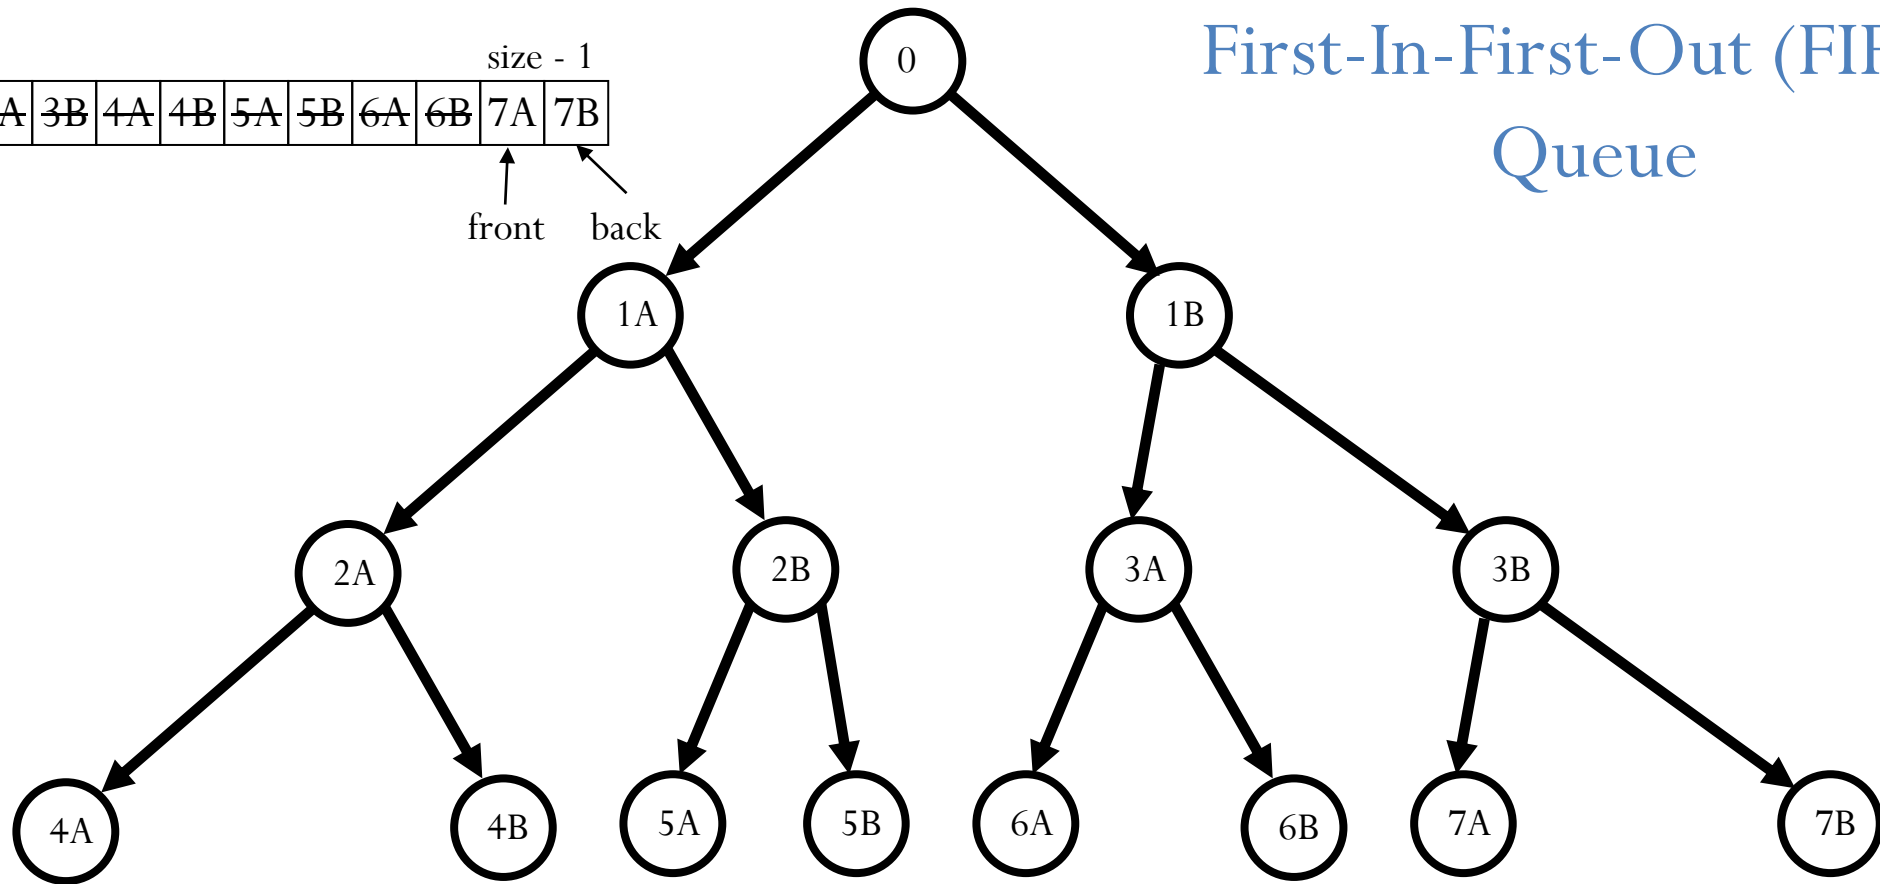 First-In-First-Out (FIF
Queue
size - 1
A 3B 4A 4B 5A 5B 6A 6B 7A 7B
front back
0
1A 1B
2A 2B 3A 3B
4A 4B 5A 5B 6A 6B 7A 7B